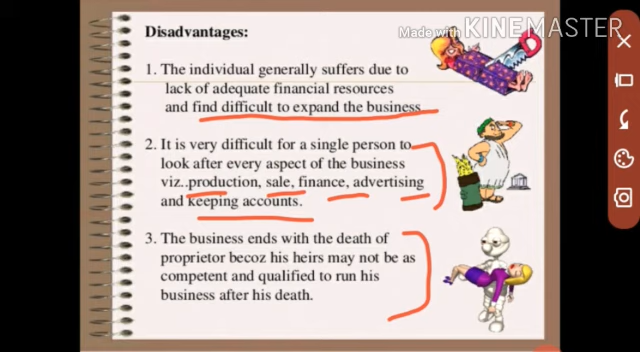 Made with KINEMASTER
Disadvantages:
1. The individual generally suffers due to
lack of adequate financial resources
and find difficult to expand the business
2. It is very difficult for a single person to
look after every aspect of the business
viz..production, sale, finance, advertising
and keeping accounts.
3. The business ends with the death of
proprietor becoz his heirs may not be as
competent and qualified to run his
business after his death.